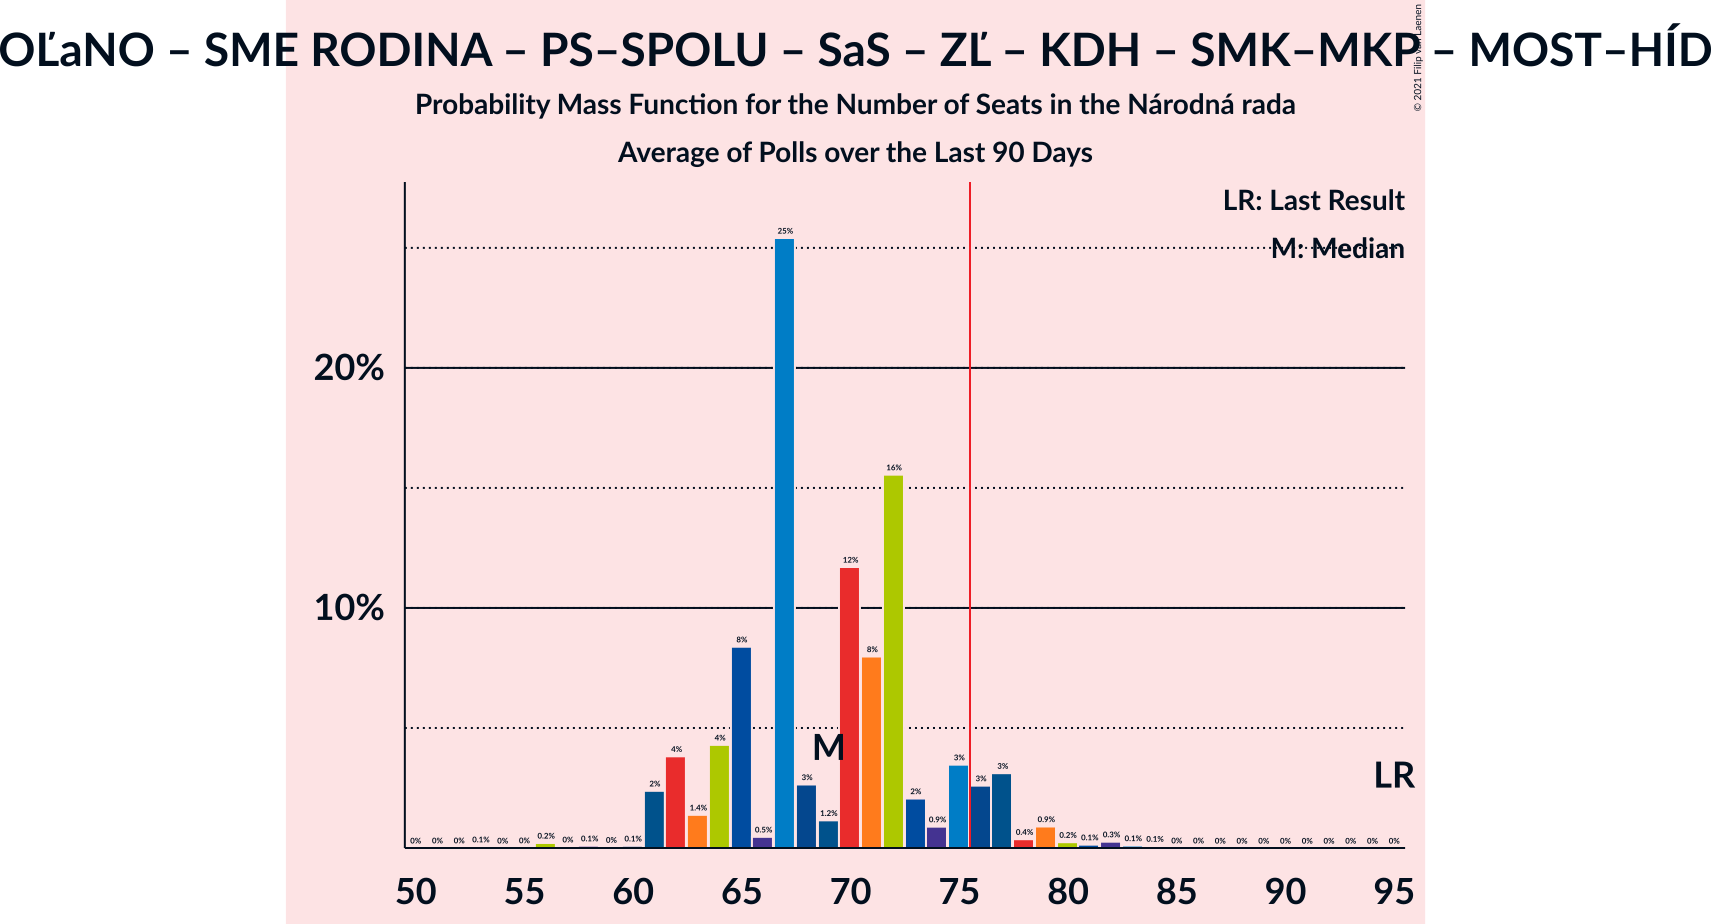 OĽaNO – SME RODINA – PS–SPOLU – SaS – ZĽ – KDH – SMK–MKP – MOST–HÍD
Probability Mass Function for the Number of Seats in the Národná rada
Average of Polls over the Last 90 Days
© 2021 Filip van Laenen
LR: Last Result
M: Median
25%
20%
16%
12%
10%
8%
8%
M
4%
4%
3%
LR
2%
3%
3%
3%
1.4%
1.2%
2%
0.5%
0.9%
0.4%
0.9%
0% 0% 0% 0.1% 0% 0% 0.2% 0% 0.1% 0% 0.1% 0.2% 0.1% 0.3% 0.1% 0.1% 0% 0% 0% 0% 0% 0% 0% 0% 0% 0% 0%
50 55 60 65 70 75 80 85 90 95